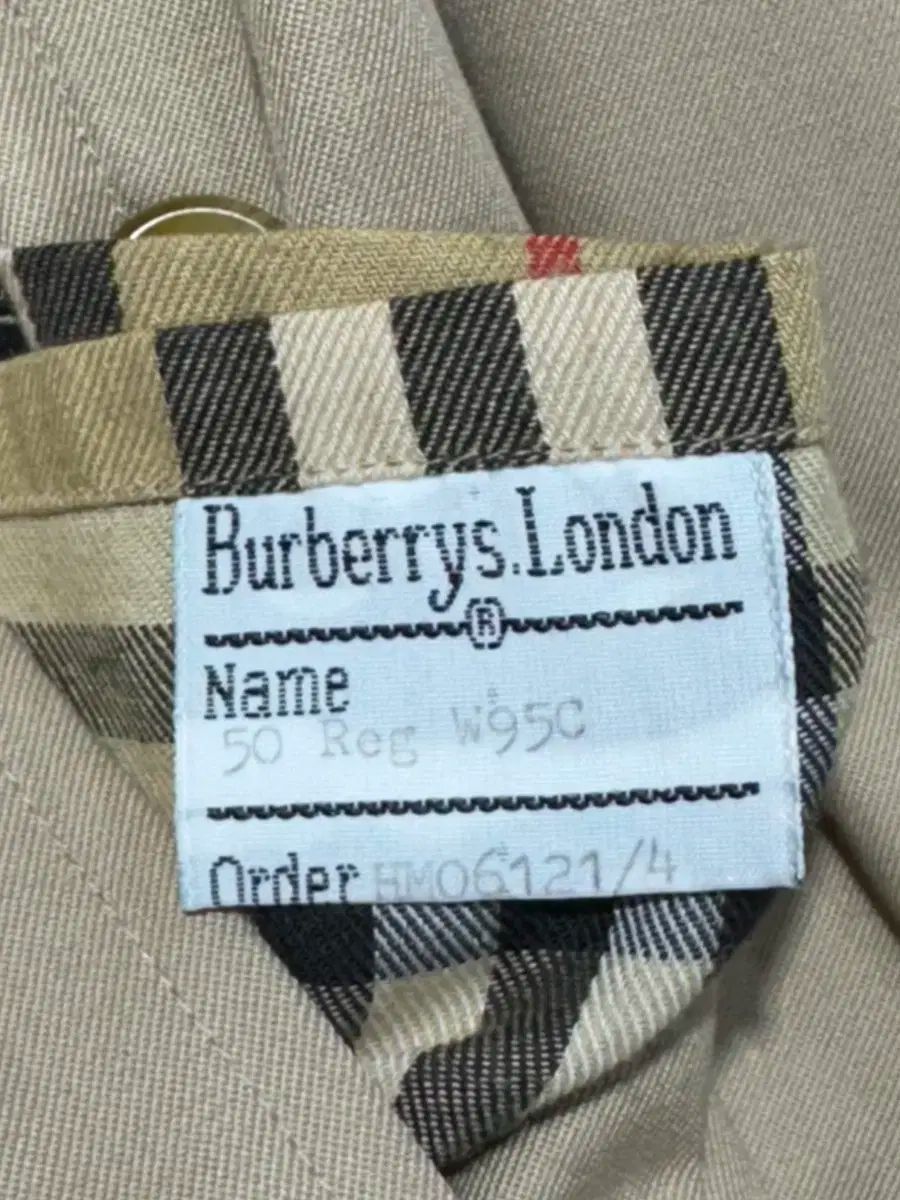 Burberrys.London
®
Name
50 Reg W95C
Order HM06121/4